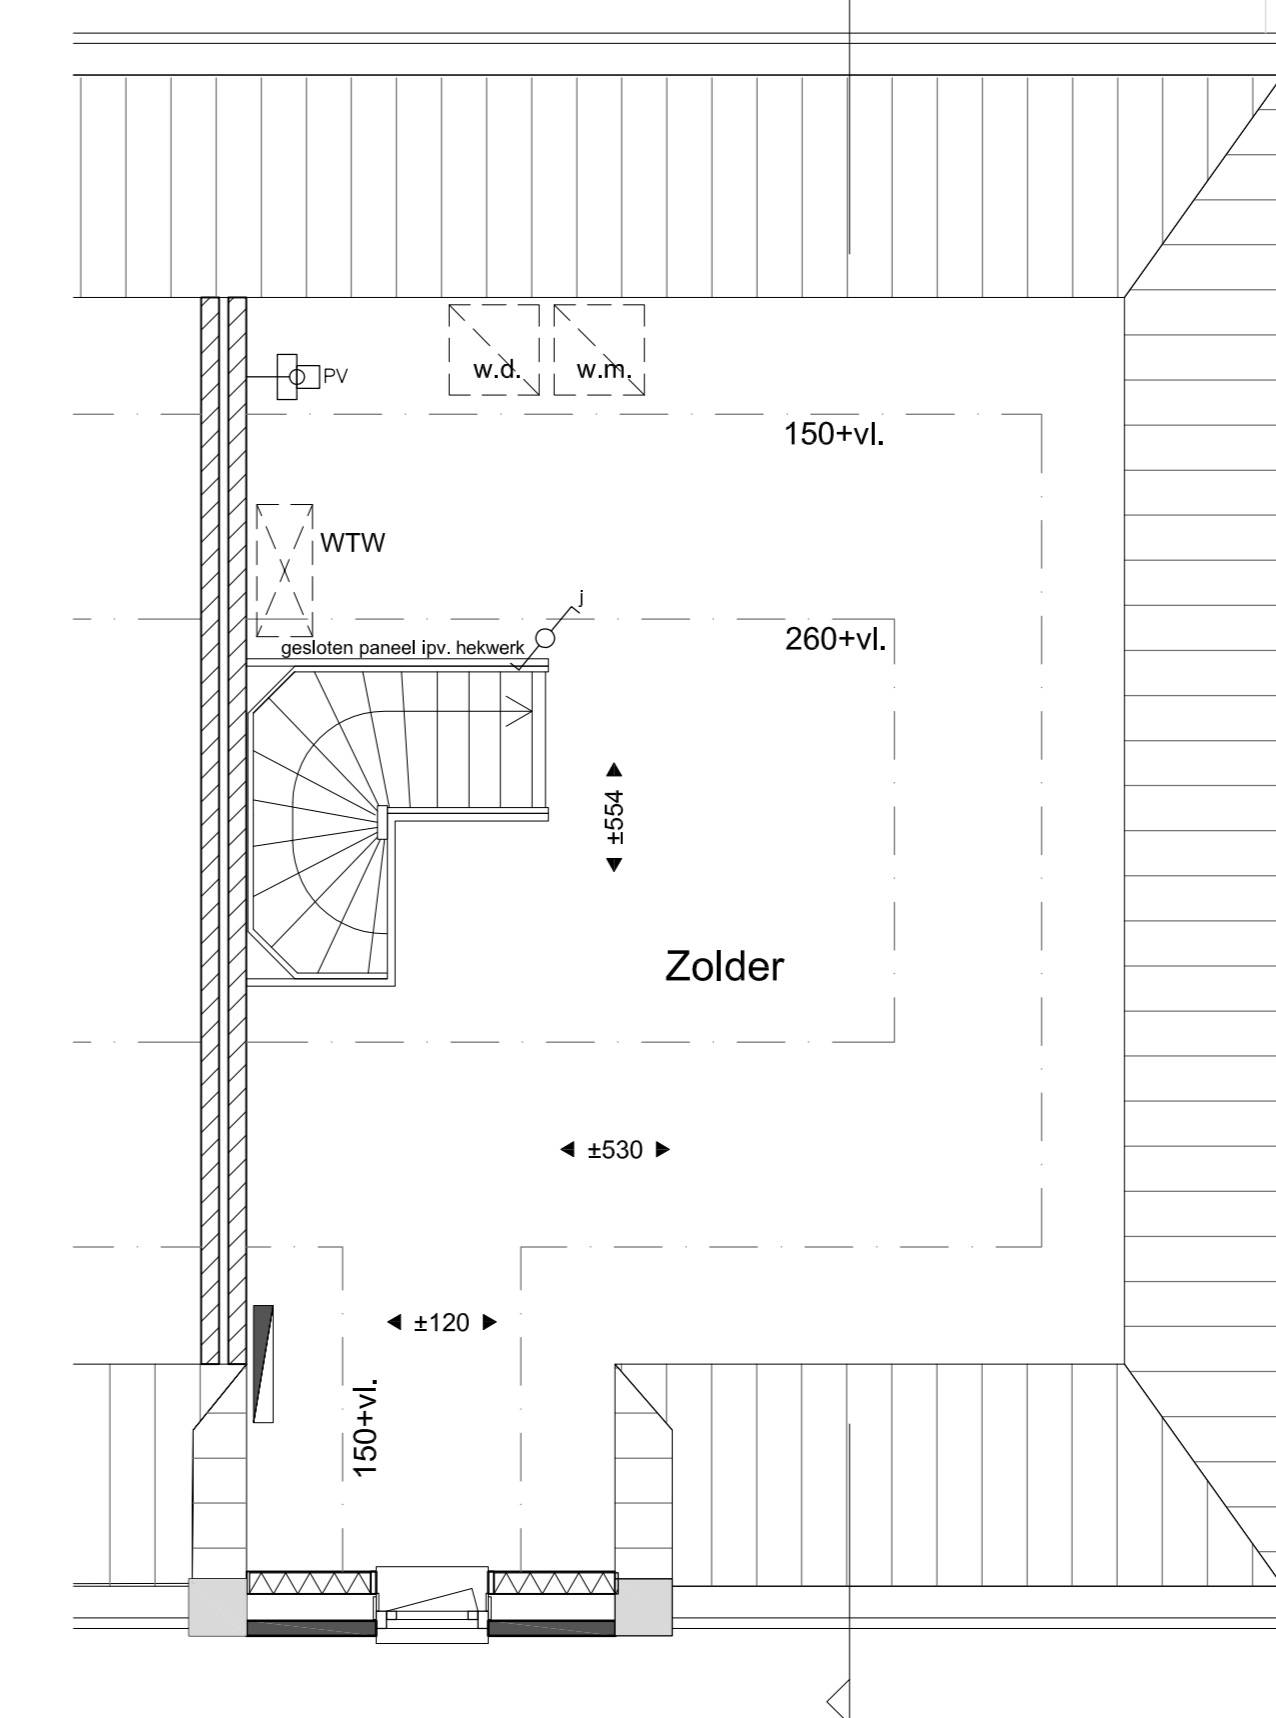 w.d.
w.m.
PV
150+vl.
WTW
j
gesloten paneel ipv. hekwerk
260+vl.
±554
Zolder
±530
±120
150+vl.